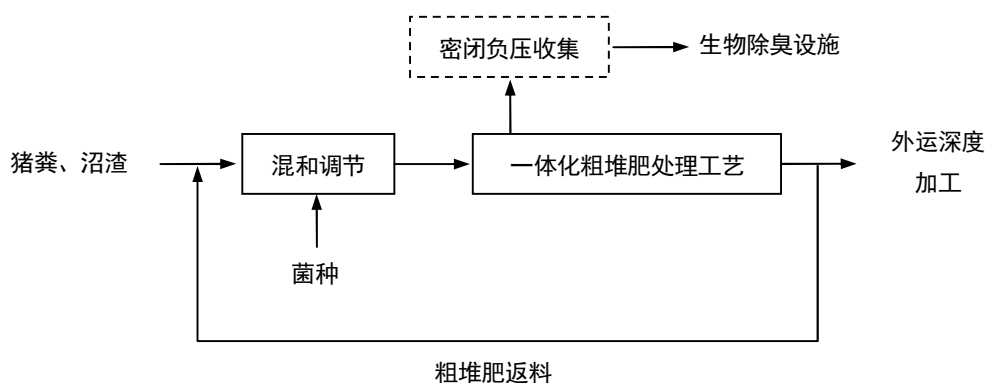 密闭负压收集
生物除臭设施
猪粪、沼渣
混和调节
一体化粗堆肥处理工艺
外运深度
加工
菌种
粗堆肥返料